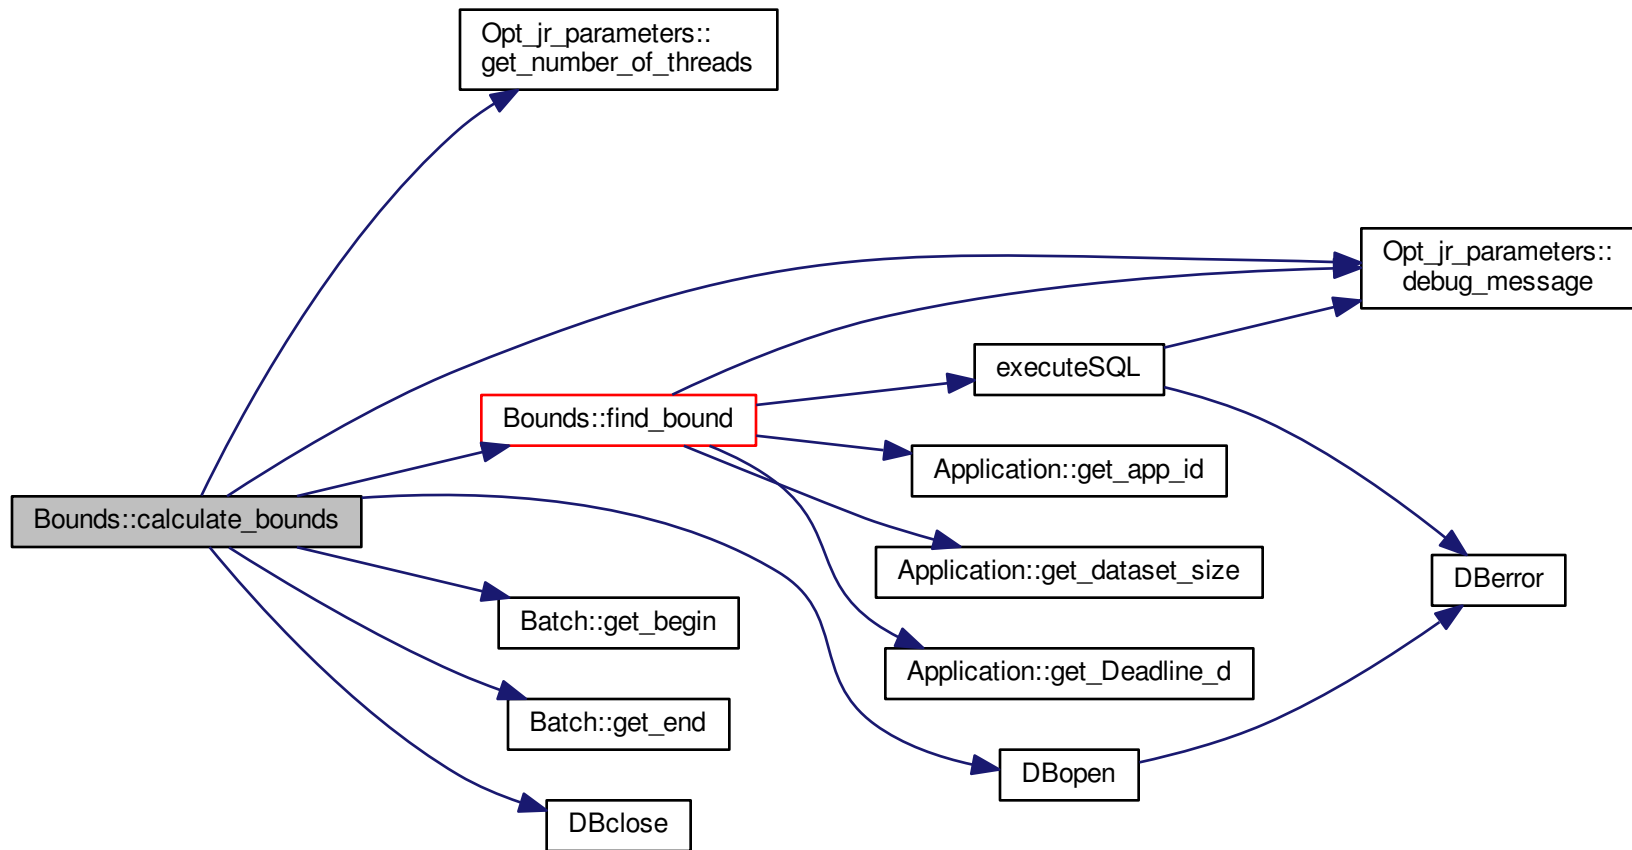 Opt_jr_parameters::
get_number_of_threads
Opt_jr_parameters::
debug_message
executeSQL
Bounds::find_bound
Application::get_app_id
Bounds::calculate_bounds
Application::get_dataset_size
DBerror
Batch::get_begin
Application::get_Deadline_d
Batch::get_end
DBopen
DBclose